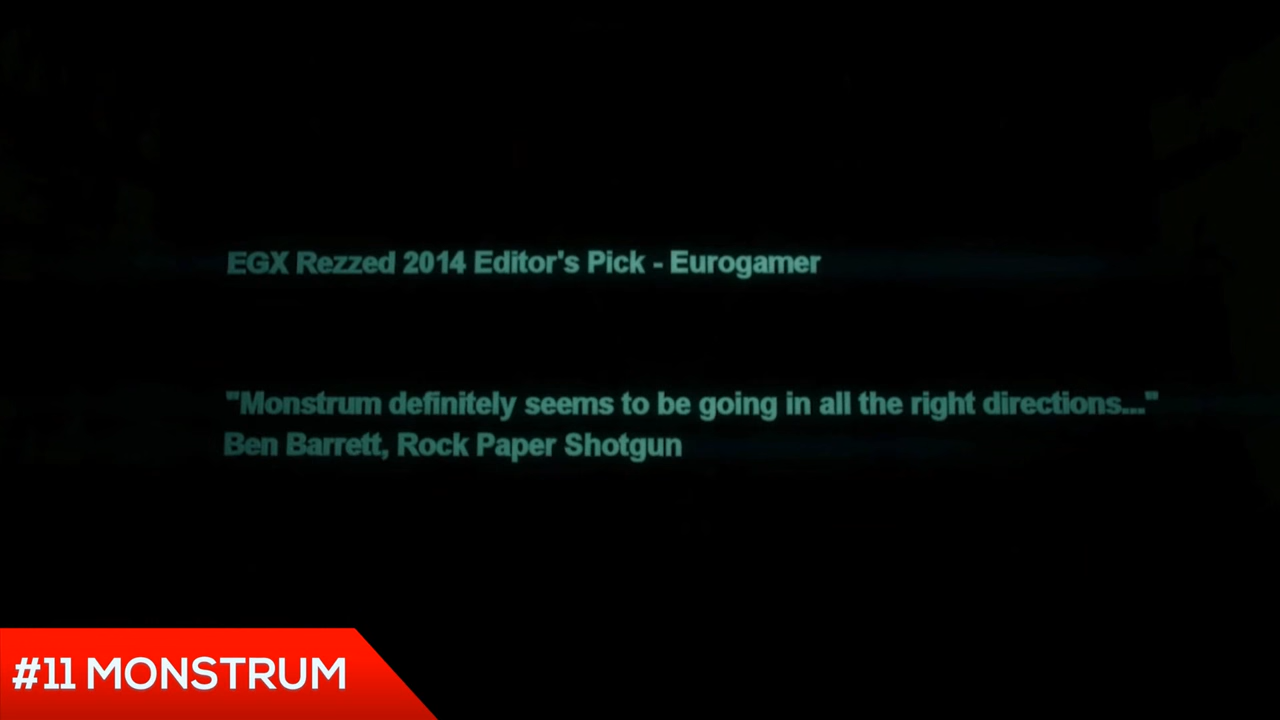 EGX Rezzed 2014 Editor's Pick - Eurogamer
"Monstrum definitely seems to be going in all the right directions..."
Ben Barrett, Rock Paper Shotgun
#11 MONSTRUM